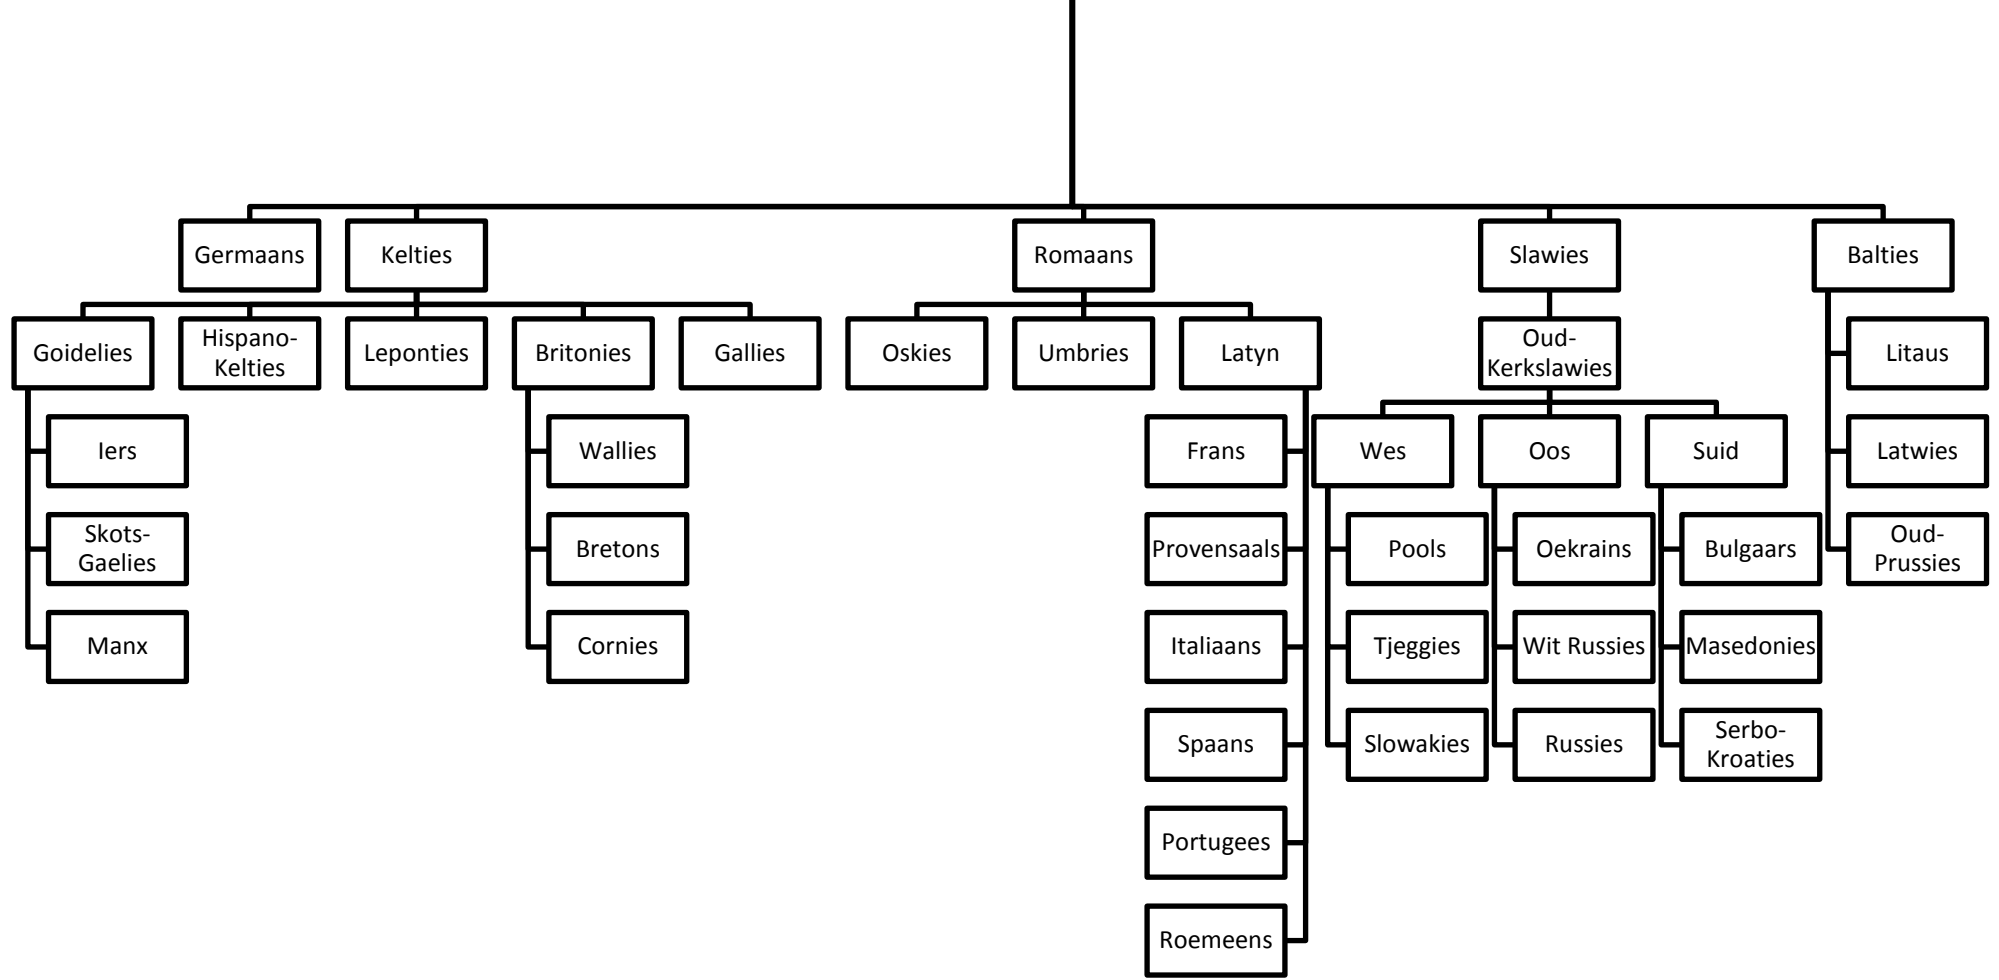 Germaans
Kelties
Romaans
Slawies
Balties
Goidelies
Hispano-
Kelties
Leponties
Britonies
Gallies
Oskies
Umbries
Latyn
Oud-
Kerkslawies
Litaus
Iers
Wallies
Frans
Wes
Oos
Suid
Latwies
Skots-
Gaelies
Bretons
Provensaals
Pools
Oekrains
Bulgaars
Oud-
Prussies
Manx
Cornies
Italiaans
Tjeggies
Wit Russies
Masedonies
Spaans
Slowakies
Russies
Serbo-
Kroaties
Portugees
Roemeens